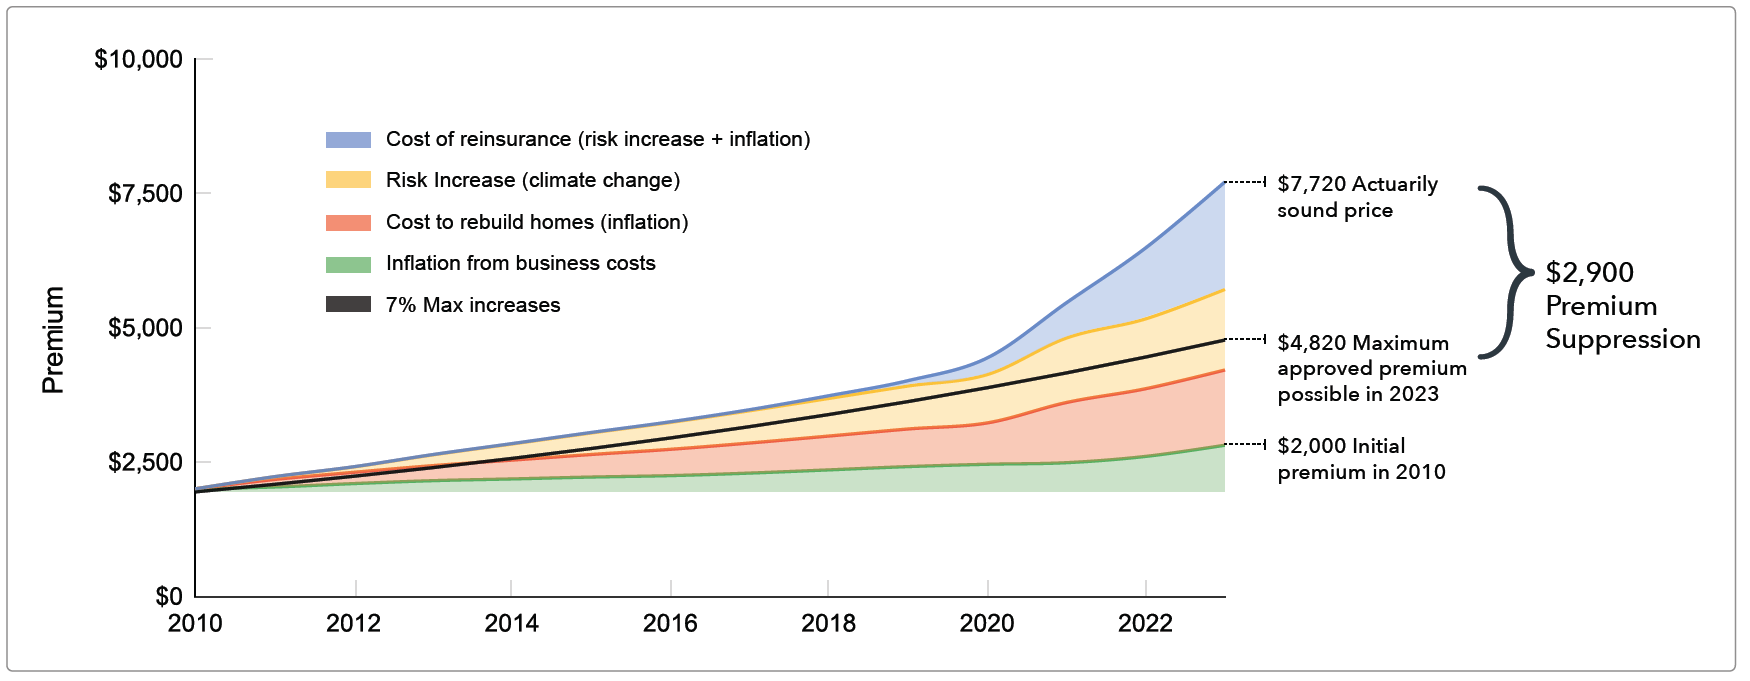 $10,000
$7,500
$5,000
$2,500
$0
Premium
Cost of reinsurance (risk increase + inflation)
Risk Increase (climate change)
Cost to rebuild homes (inflation)
Inflation from business costs
7% Max increases
2010
2012
2014
2016
2018
2020
2022
$7,720 Actuarily
sound price
$4,820 Maximum
approved premium
possible in 2023
$2,000 Initial
premium in 2010
$2,900
Premium
Suppression